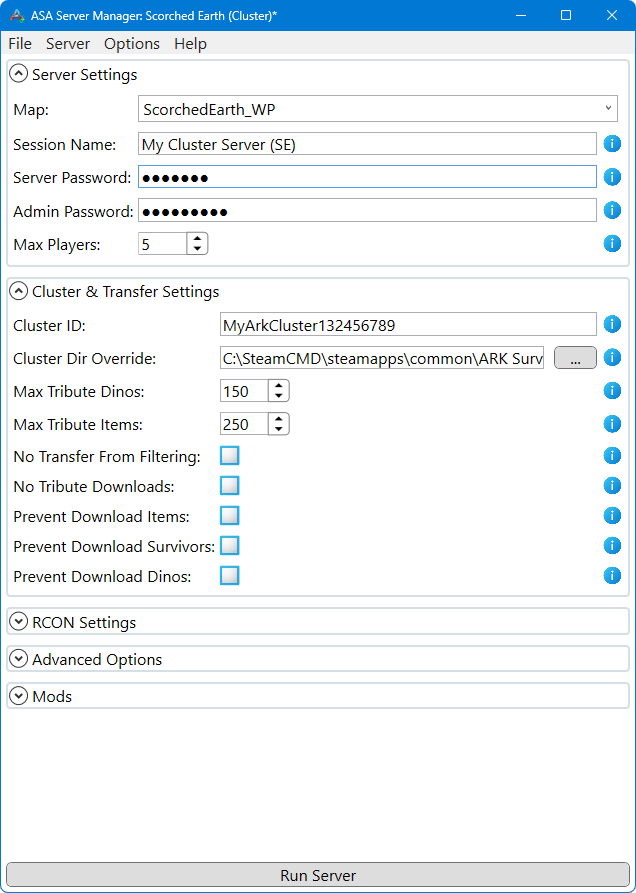 ASA Server Manager: Scorched Earth (Cluster)*
File Server Options Help
Server Settings
Map: ScorchedEarth_WP
Session Name: My Cluster Server (SE)
Server Password: ●●●●●●●
Admin Password: ●●●●●●●●●
Max Players: 5
Cluster & Transfer Settings
Cluster ID: MyArkCluster132456789
Cluster Dir Override: C:\SteamCMD\steamapps\common\ARK Surv ...
Max Tribute Dinos: 150
Max Tribute Items: 250
No Transfer From Filtering:
No Tribute Downloads:
Prevent Download Items:
Prevent Download Survivors:
Prevent Download Dinos:
RCON Settings
Advanced Options
Mods
Run Server